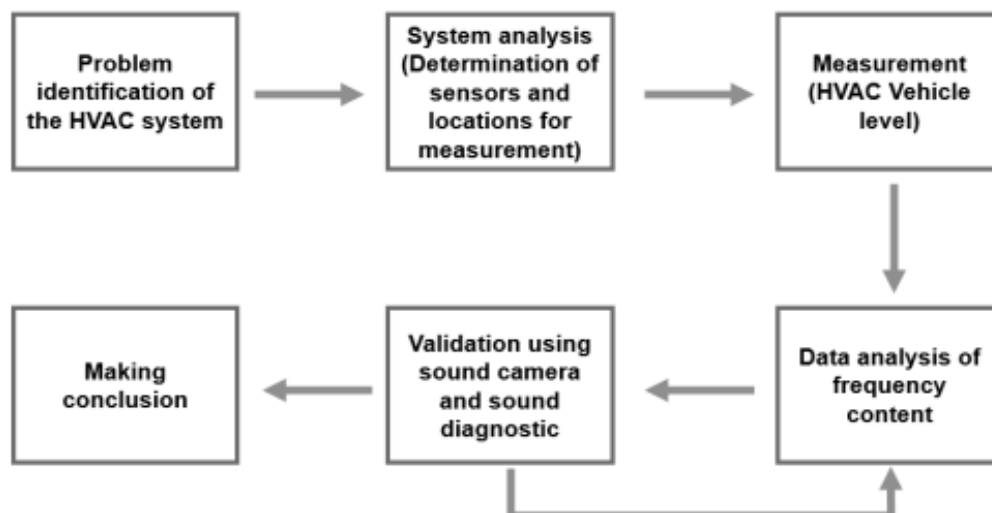 Problem
identification of
the HVAC system
System analysis
(Determination of
sensors and
locations for
measurement)
Measurement
(HVAC Vehicle
level)
Data analysis of
frequency
content
Validation using
sound camera
and sound
diagnostic
Making
conclusion